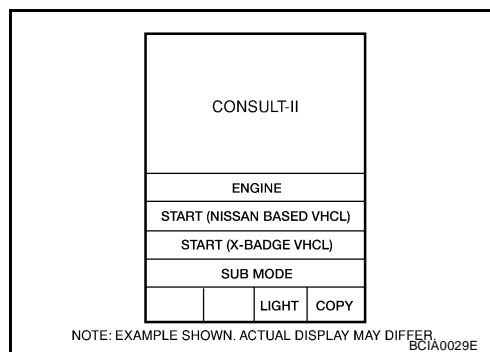 CONSULT-II
ENGINE
START (NISSAN BASED VHCL)
START (X-BADGE VHCL)
SUB MODE
LIGHT COPY
NOTE: EXAMPLE SHOWN. ACTUAL DISPLAY MAY DIFFER.
BCIA0029E